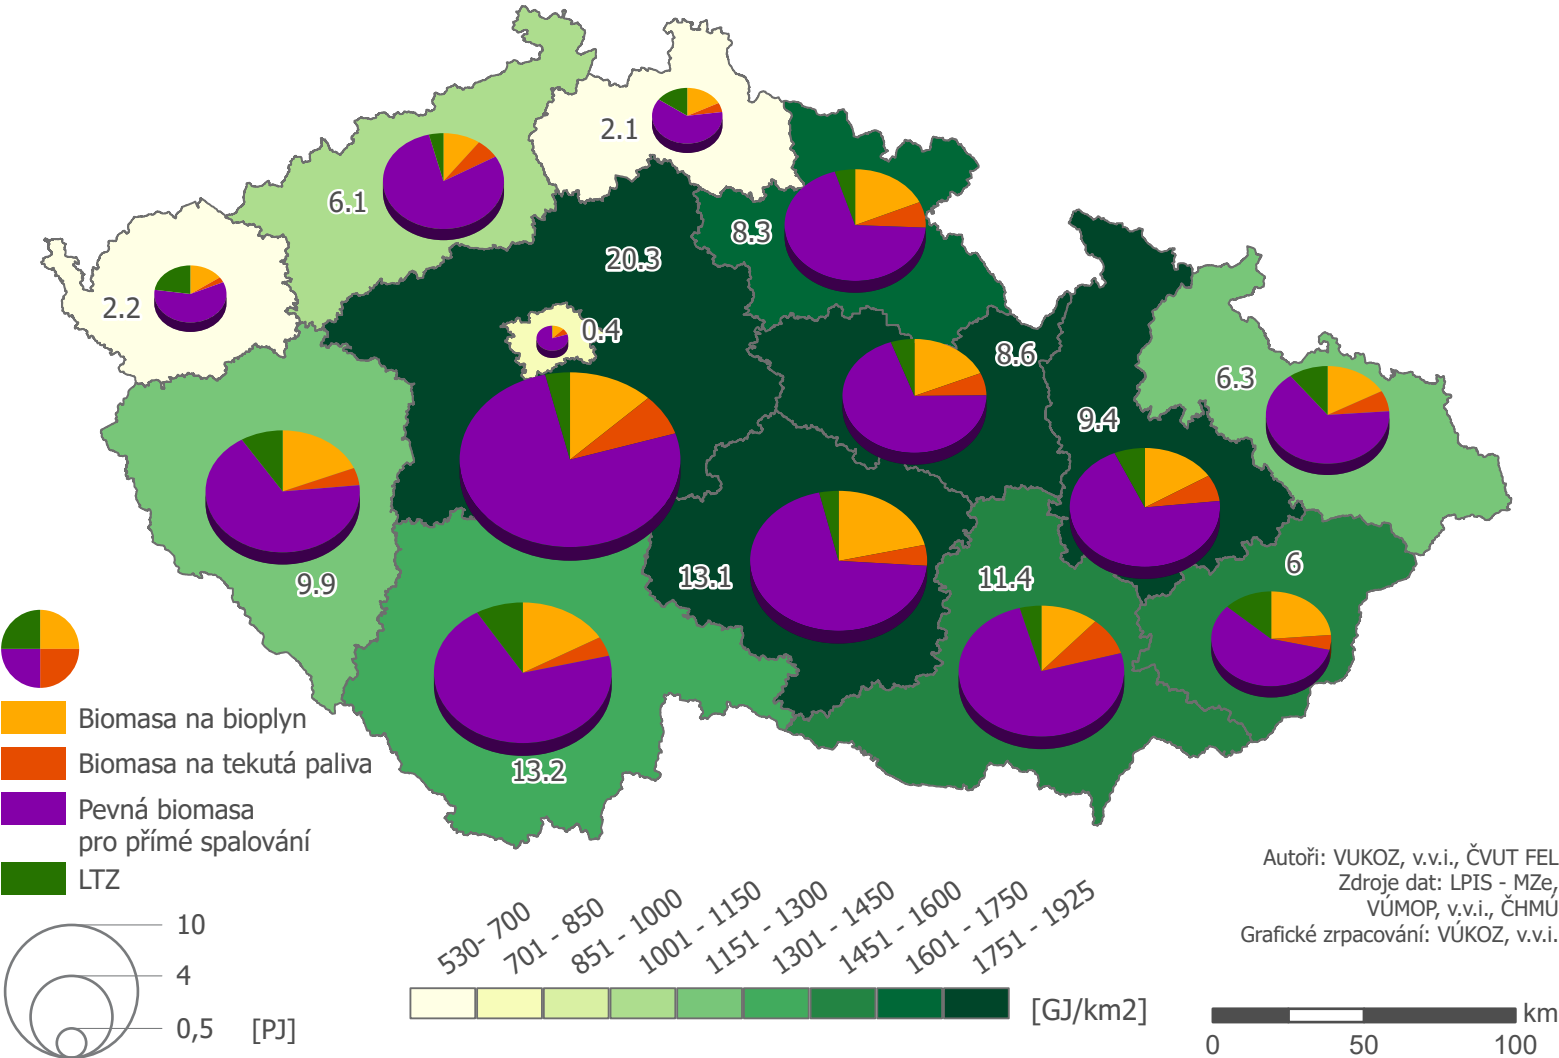 2.1
6.1
8.3
20.3
2.2
0.4
8.6
6.3
9.4
9.9
13.1
11.4
6
13.2
Biomasa na bioplyn
Biomasa na tekutá paliva
Pevná biomasa
pro přímé spalování
LTZ
10
4
0,5 [PJ]
530- 700
701 - 850
851 - 1000
1001 - 1150
1151 - 1300
1301 - 1450
1451 - 1600
1601 - 1750
1751 - 1925
[GJ/km2]
Autoři: VUKOZ, v.v.i., ČVUT FEL
Zdroje dat: LPIS - MZe,
VÚMOP, v.v.i., ČHMÚ
Grafické zrpacování: VÚKOZ, v.v.i.
km
0 50 100